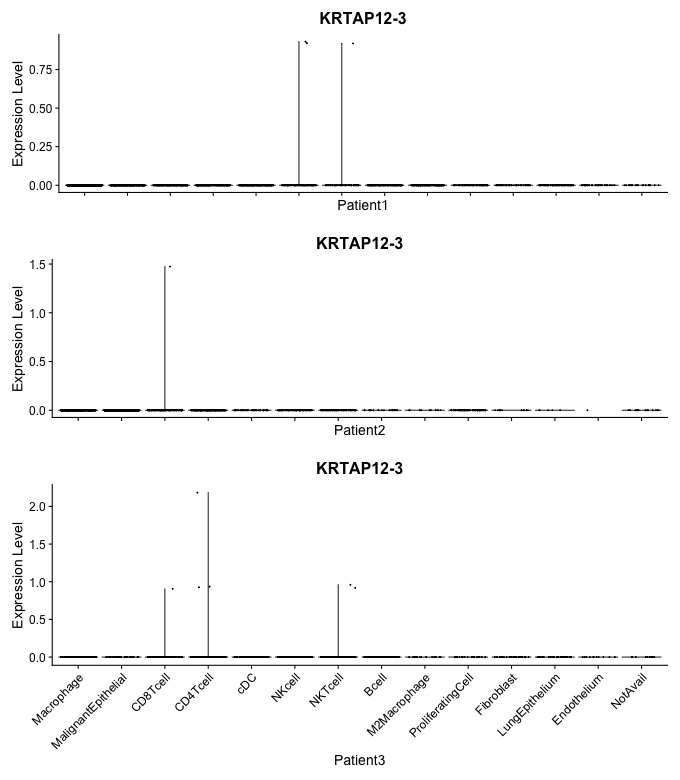 KRTAP12-3
Expression Level
0.75
0.50
0.25
0.00
Patient1
KRTAP12-3
Expression Level
1.5
1.0
0.5
0.0
Patient2
KRTAP12-3
Expression Level
2.0
1.5
1.0
0.5
0.0
Macrophage
MalignantEpithelial
CD8Tcell
CD4Tcell
cDC
NKcell
NKTcell
Bcell
M2Macrophage
ProliferatingCell
Fibroblast
LungEpithelium
Endothelium
NotAvail
Patient3